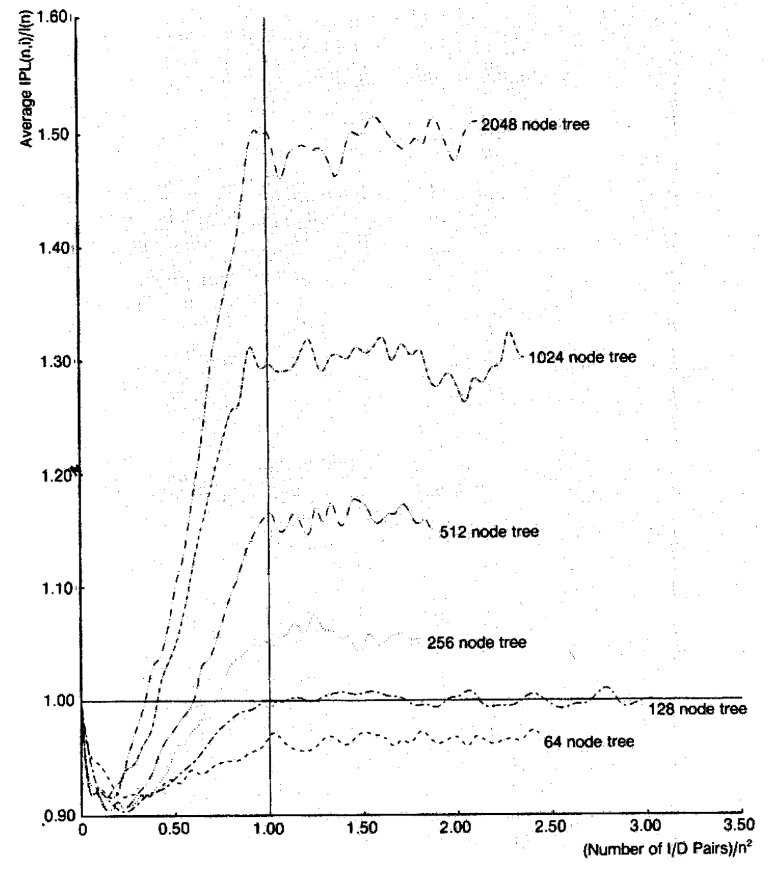 Average IPL(n,i)/I(n)
1.60
1.50
1.40
1.30
1.20
1.10
1.00
0.90
2048 node tree
1024 node tree
512 node tree
256 node tree
128 node tree
64 node tree
0 0.50 1.00 1.50 2.00 2.50 3.00 3.50
(Number of I/D Pairs)/n²